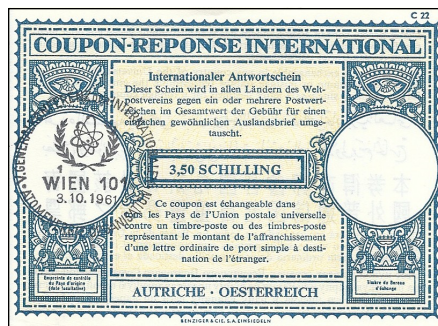 C 22
COUPON-REPONSE INTERNATIONAL
Internationaler Antwortschein
Dieser Schein wird in allen Ländern des Welt-
postvereins gegen ein oder mehrere Postwert-
zeichen im Gesamtwert der Gebühr für einen
einfachen gewöhnlichen Auslandsbrief umge-
tauscht.
3,50 SCHILLING
1
WIEN 101
3.10.1961
Ce coupon est échangeable dans
tous les Pays de l'Union postale universelle
contre un timbre-poste ou des timbres-poste
représentant le montant de l'affranchissement
d'une lettre ordinaire de port simple à desti-
nation de l'étranger.
Empreinte de contrôle
du Pays d'origine
(date facultative)
Timbre du Bureau
d'échange
AUTRICHE · OESTERREICH
BENZIGER & CIE. S.A. EINSIEDELN